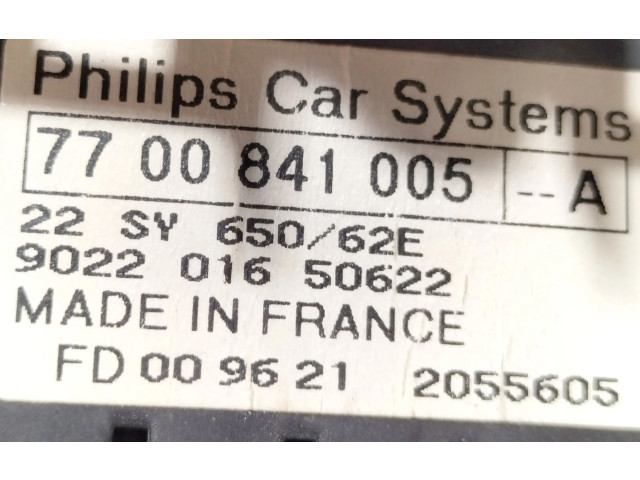 Philips Car Systems
77 00 841 005 --A
22 SY 650/62E
9022 016 50622
MADE IN FRANCE
FD 00 96 21 2055605